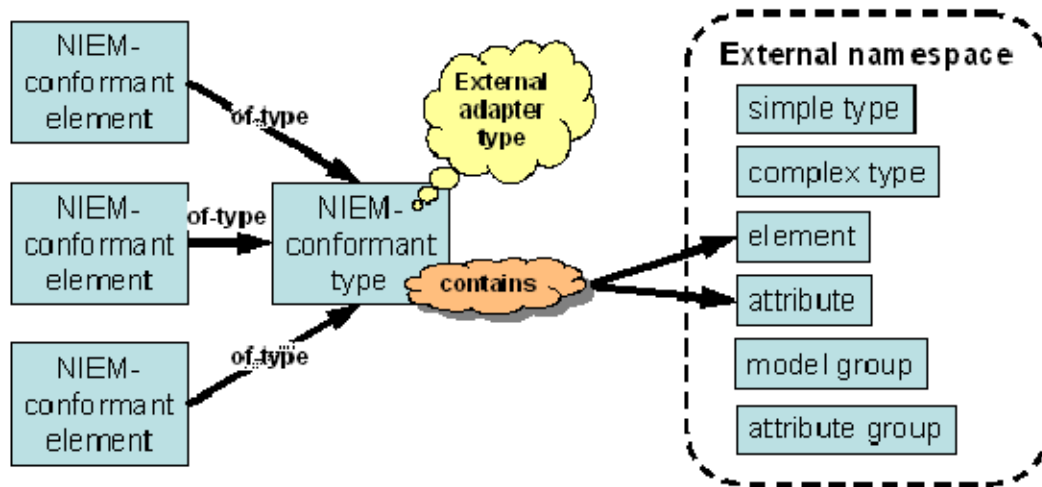 NIEM-
conformant
element
of-type
NIEM-
conformant
element
of-type
NIEM-
conformant
element
of-type
External
adapter
type
NIEM-
conformant
type
contains
External namespace
simple type
complex type
element
attribute
model group
attribute group